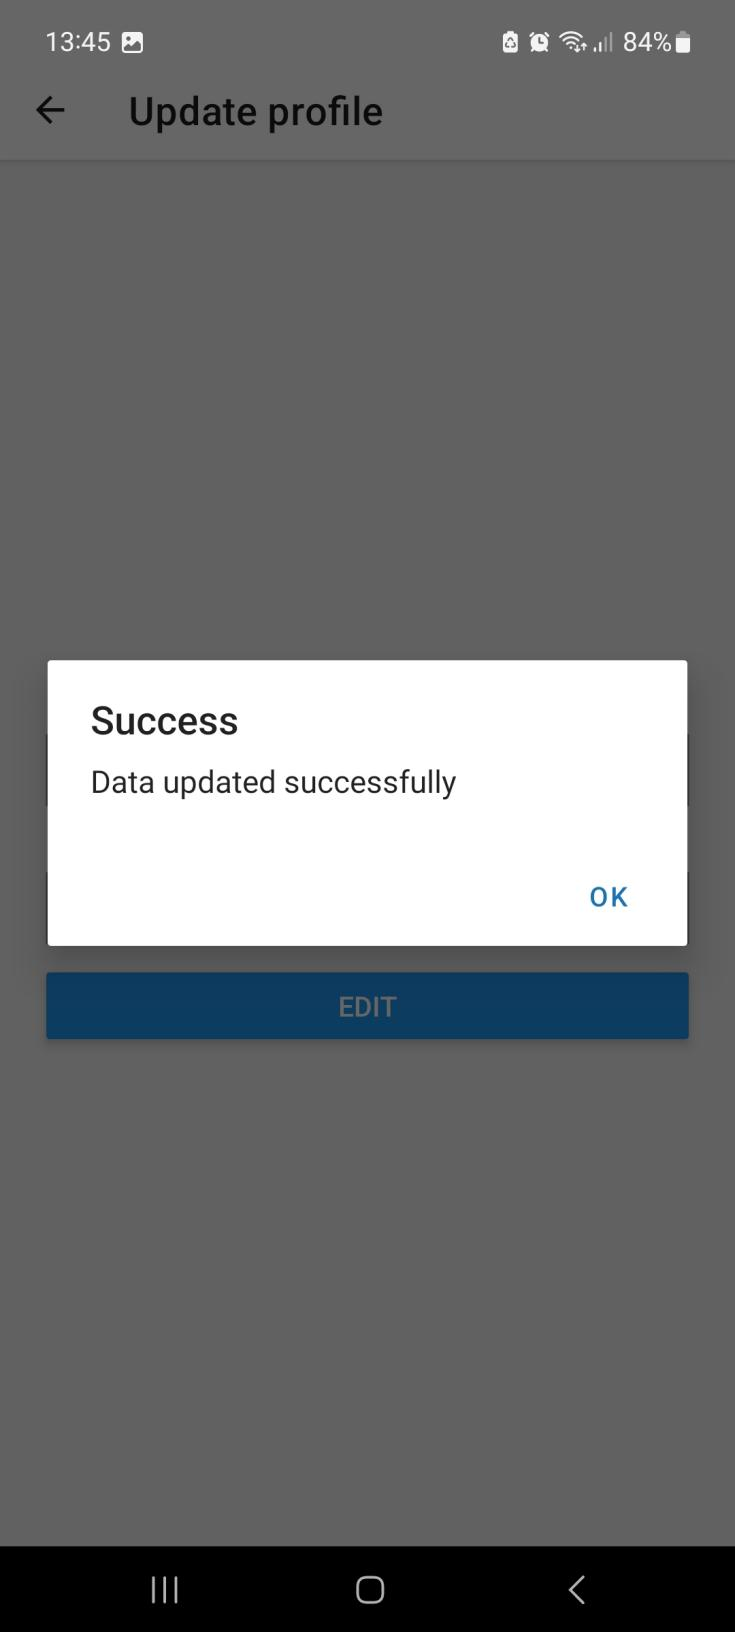 13:45
84%
Update profile
Success
Data updated successfully
OK
EDIT